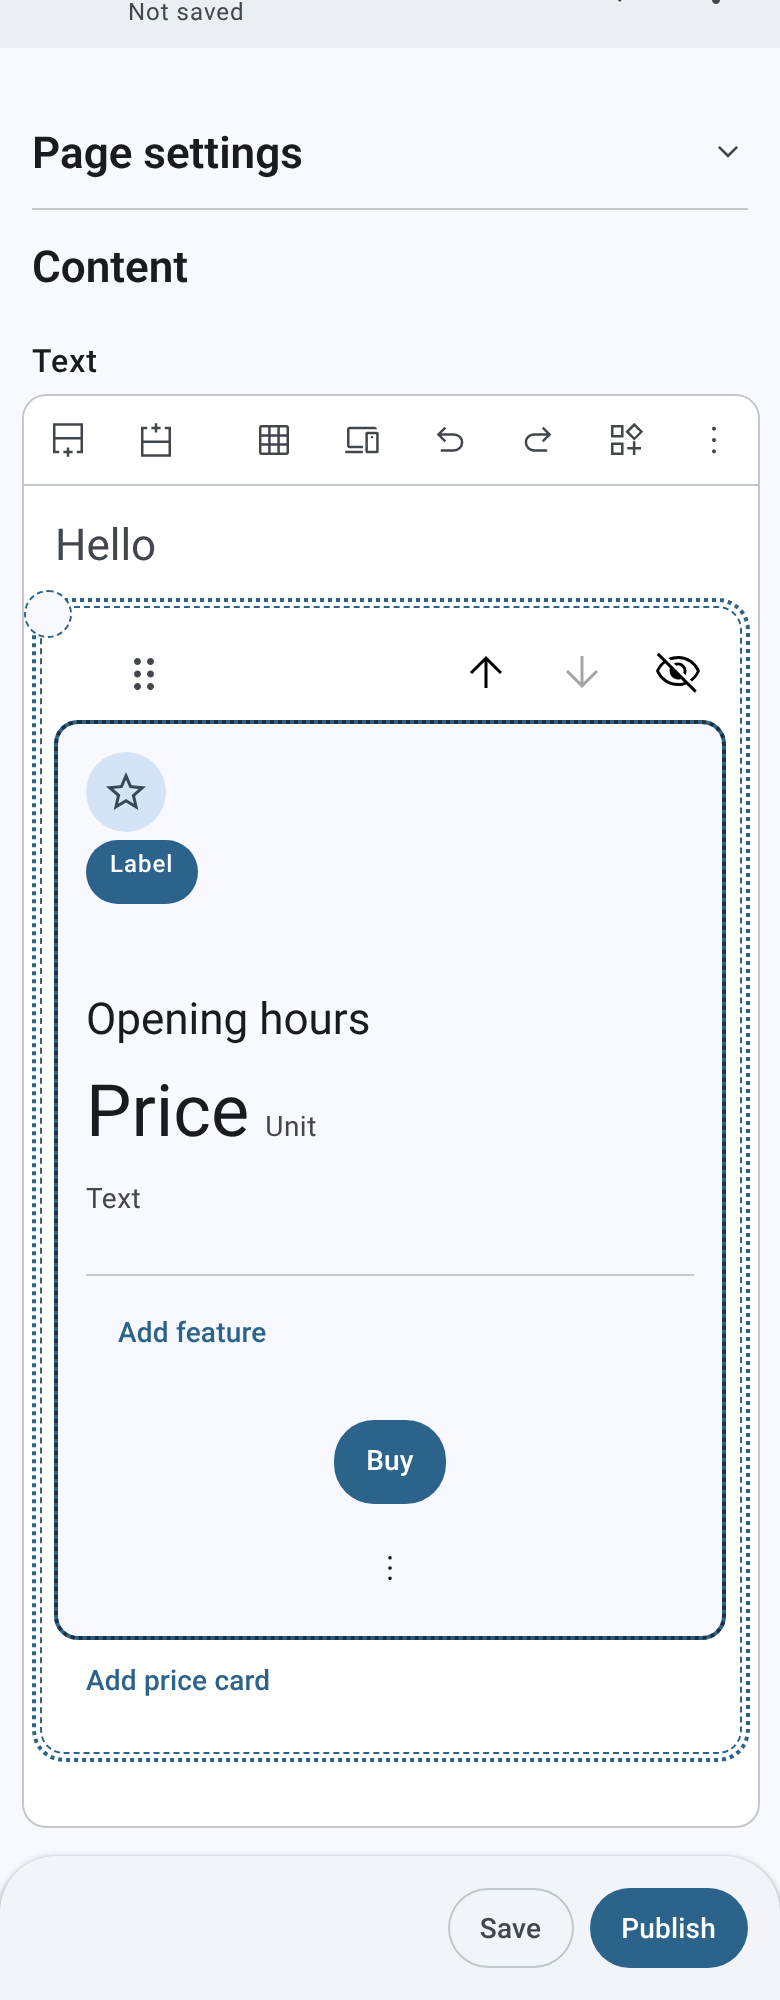 Not saved
Page settings
Content
Text
Hello
Label
Opening hours
Price Unit
Text
Add feature
Buy
Add price card
Save
Publish